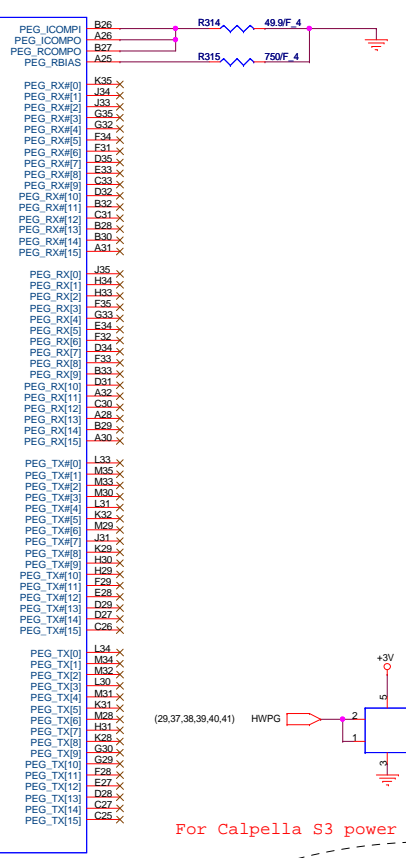 PEG_ICOMPI B26 R314 49.9/F_4
PEG_ICOMPO A26
PEG_RCOMPO B27
PEG_RBIAS A25 R315 750/F_4
PEG_RX#[0] K35
PEG_RX#[1] J34
PEG_RX#[2] J33
PEG_RX#[3] G35
PEG_RX#[4] G32
PEG_RX#[5] F34
PEG_RX#[6] F31
PEG_RX#[7] D35
PEG_RX#[8] E33
PEG_RX#[9] C33
PEG_RX#[10] D32
PEG_RX#[11] B32
PEG_RX#[12] C31
PEG_RX#[13] B28
PEG_RX#[14] B30
PEG_RX#[15] A31
PEG_RX[0] J35
PEG_RX[1] H34
PEG_RX[2] H33
PEG_RX[3] F35
PEG_RX[4] G33
PEG_RX[5] E34
PEG_RX[6] F32
PEG_RX[7] D34
PEG_RX[8] F33
PEG_RX[9] B33
PEG_RX[10] D31
PEG_RX[11] A32
PEG_RX[12] C30
PEG_RX[13] A28
PEG_RX[14] B29
PEG_RX[15] A30
PEG_TX#[0] L33
PEG_TX#[1] M35
PEG_TX#[2] M33
PEG_TX#[3] M30
PEG_TX#[4] L31
PEG_TX#[5] K32
PEG_TX#[6] M29
PEG_TX#[7] J31
PEG_TX#[8] K29
PEG_TX#[9] H30
PEG_TX#[10] H29
PEG_TX#[11] F29
PEG_TX#[12] E28
PEG_TX#[13] D29
PEG_TX#[14] D27
PEG_TX#[15] C26
PEG_TX[0] L34
PEG_TX[1] M34
PEG_TX[2] M32
PEG_TX[3] L30
PEG_TX[4] M31
PEG_TX[5] K31
PEG_TX[6] M28
PEG_TX[7] H31
PEG_TX[8] K28
PEG_TX[9] G30
PEG_TX[10] G29
PEG_TX[11] F28
PEG_TX[12] E27
PEG_TX[13] D28
PEG_TX[14] C27
PEG_TX[15] C25
+3V
5
(29,37,38,39,40,41) HWPG 2
1
3
For Calpella S3 power